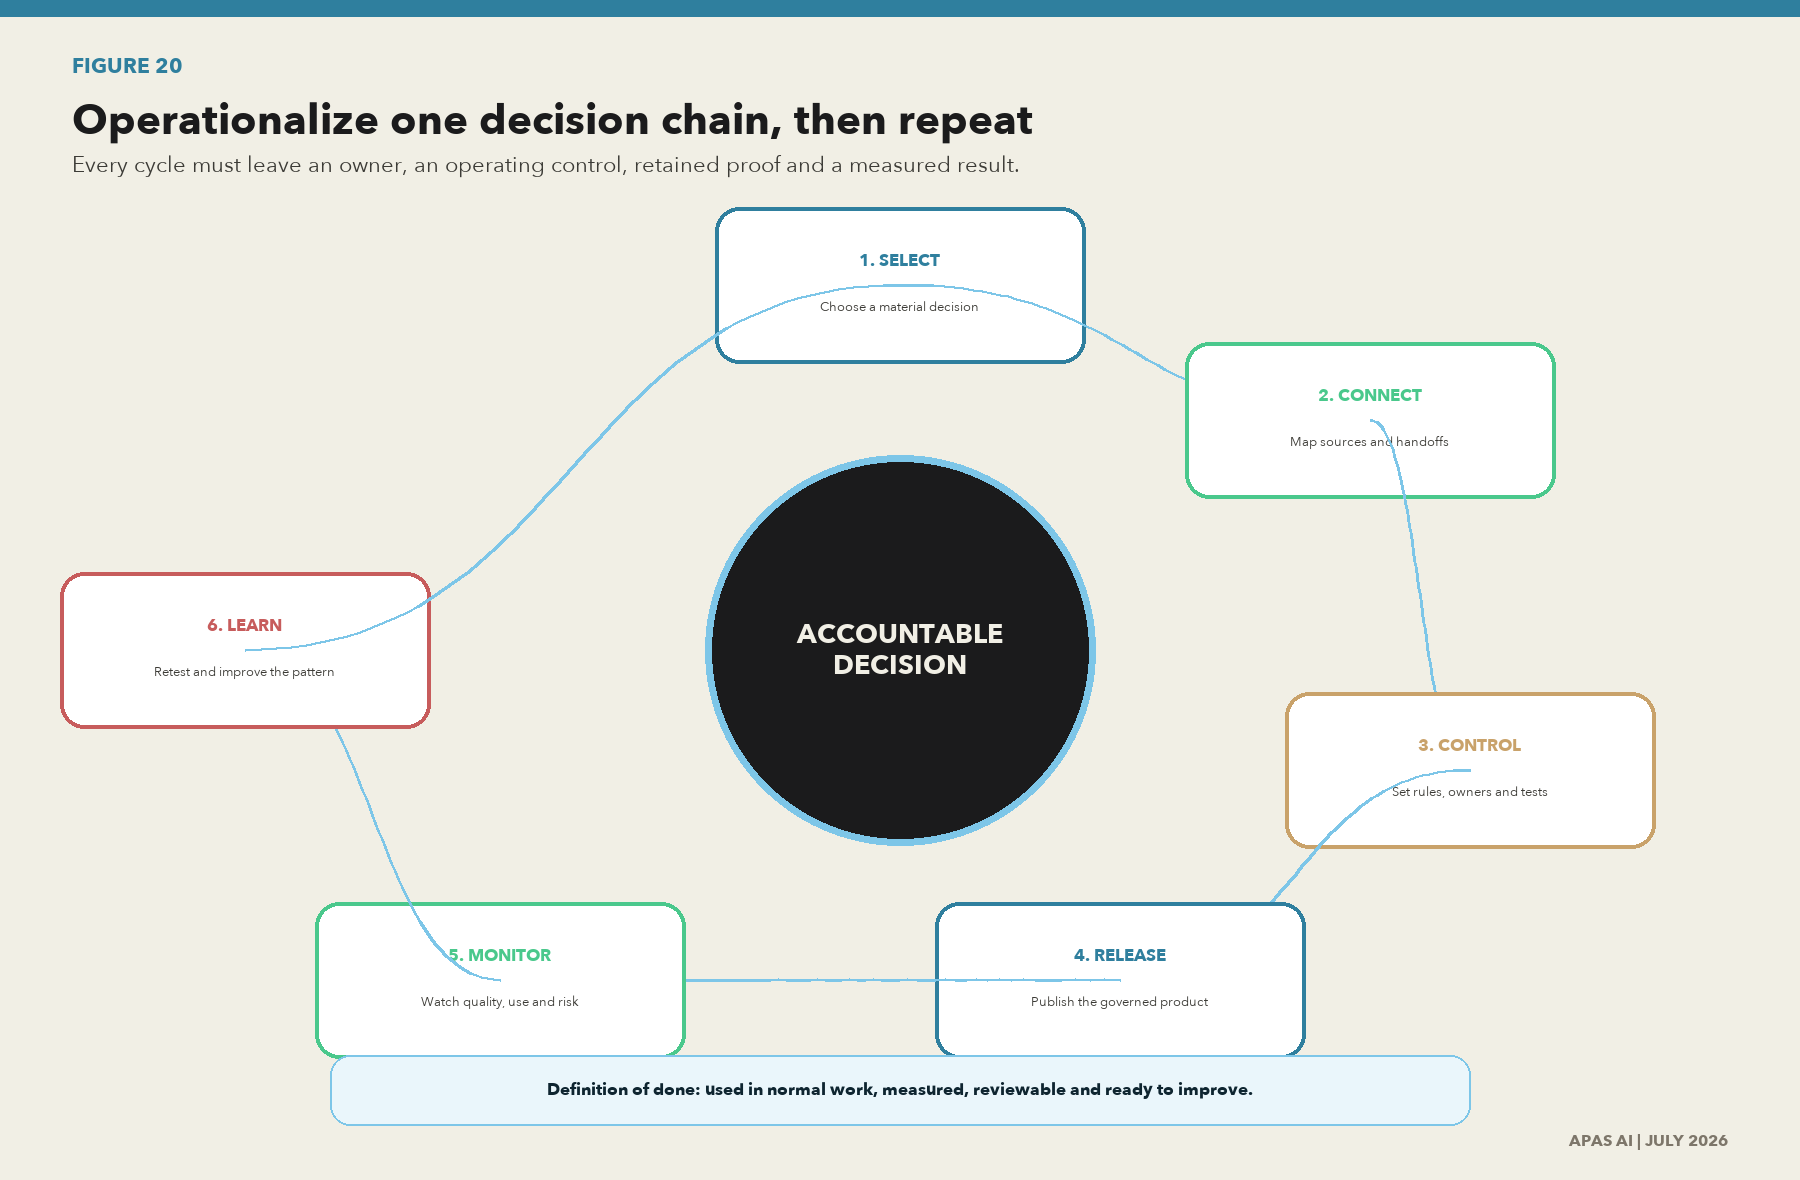 FIGURE 20
Operationalize one decision chain, then repeat
Every cycle must leave an owner, an operating control, retained proof and a measured result.
1. SELECT
Choose a material decision
2. CONNECT
Map sources and handoffs
ACCOUNTABLE
DECISION
6. LEARN
Retest and improve the pattern
3. CONTROL
Set rules, owners and tests
5. MONITOR
Watch quality, use and risk
4. RELEASE
Publish the governed product
Definition of done: used in normal work, measured, reviewable and ready to improve.
APAS AI | JULY 2026